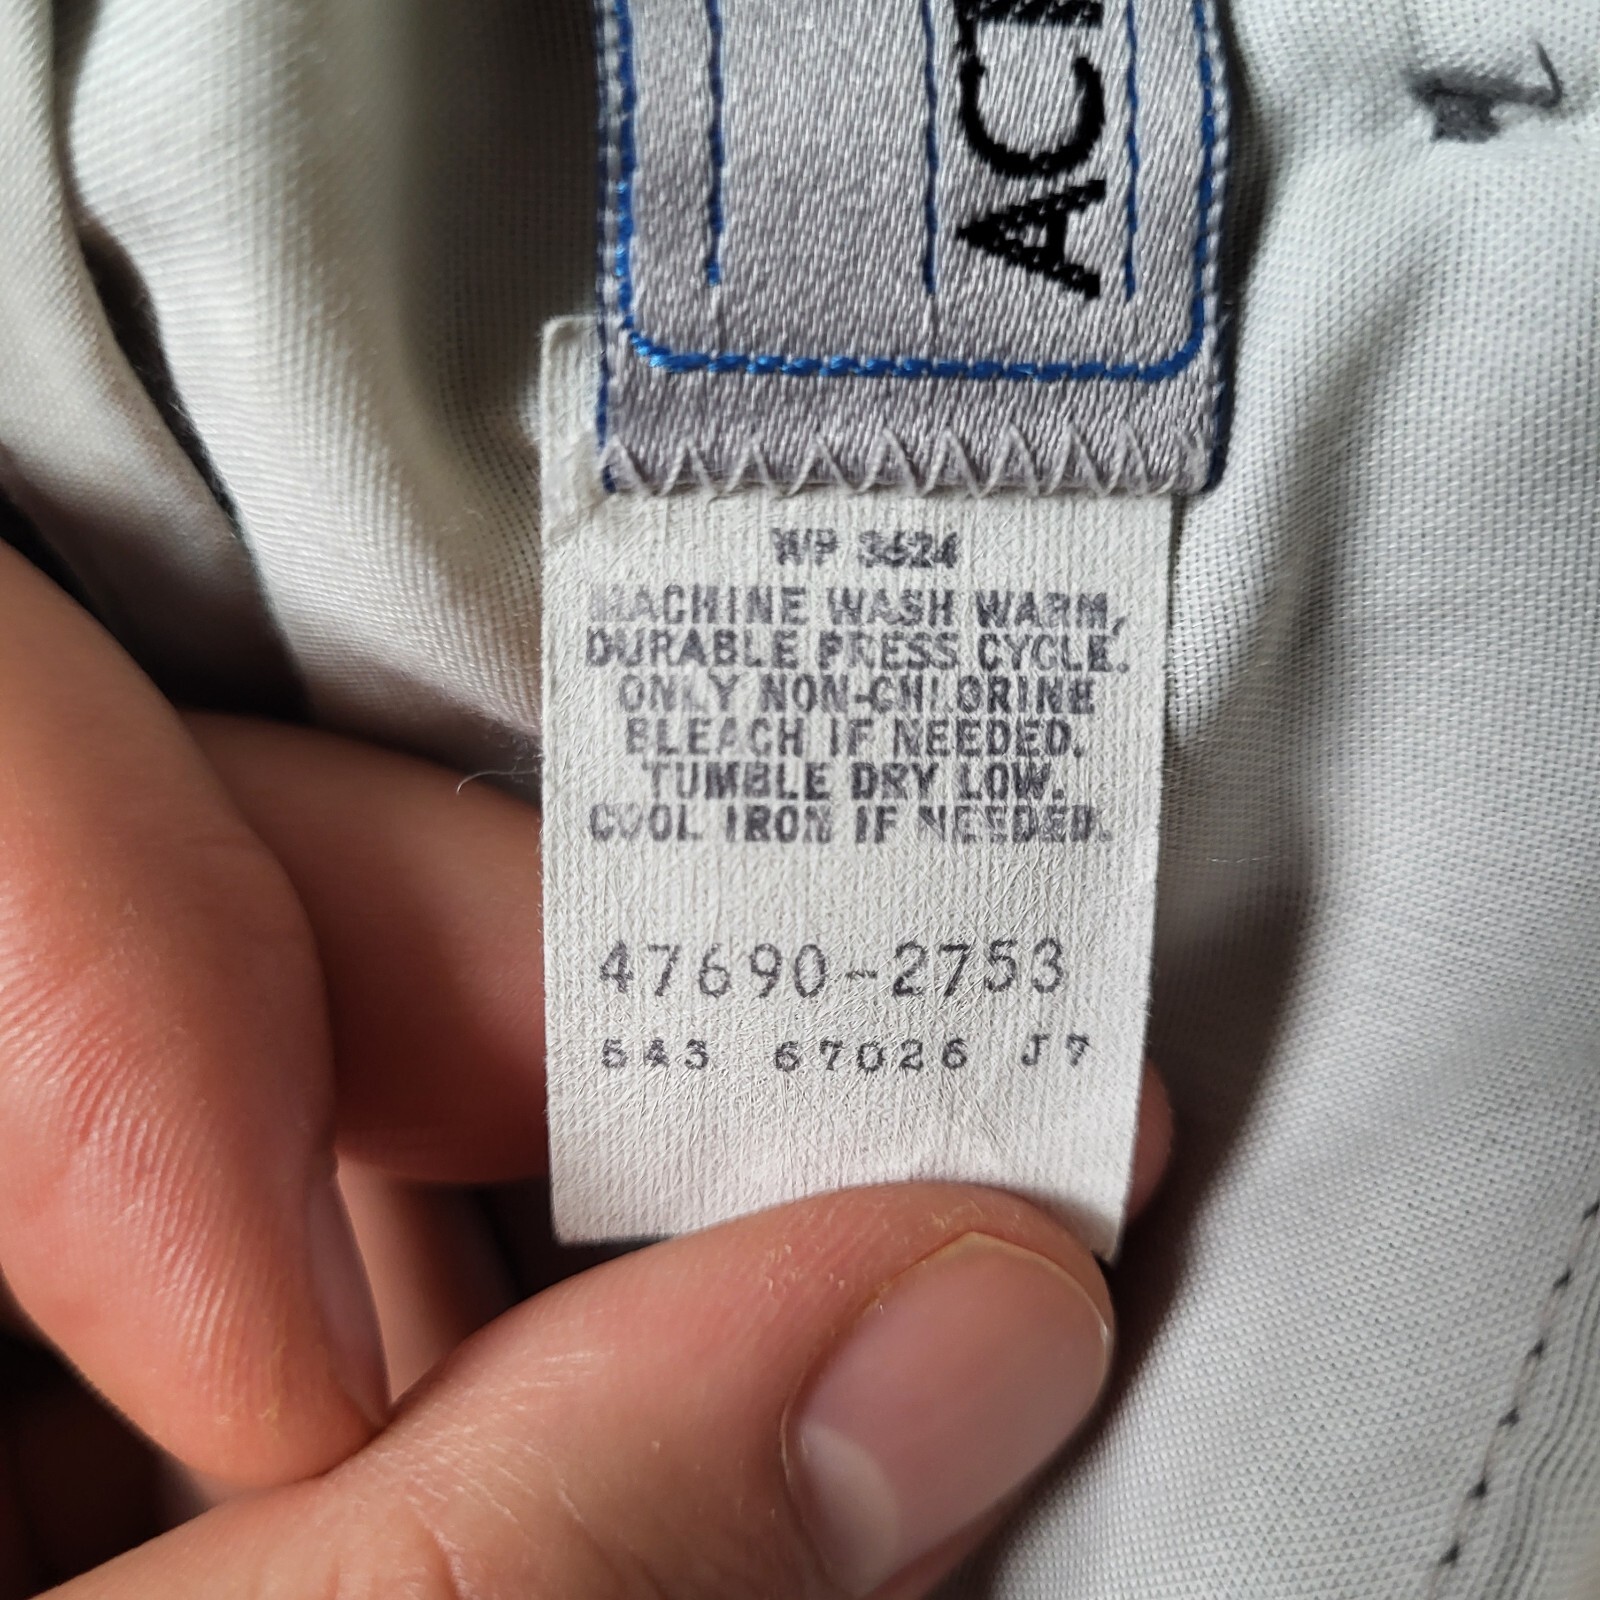 ACT
WP 3624
MACHINE WASH WARM,
DURABLE PRESS CYCLE.
ONLY NON-CHLORINE
BLEACH IF NEEDED.
TUMBLE DRY LOW.
COOL IRON IF NEEDED.
47690-2753
543 67026 J7